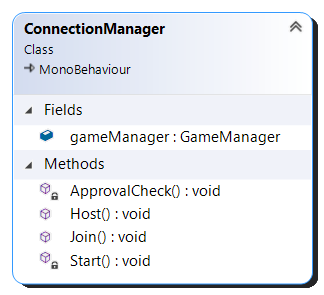 ConnectionManager
Class
MonoBehaviour
Fields
gameManager : GameManager
Methods
ApprovalCheck() : void
Host() : void
Join() : void
Start() : void